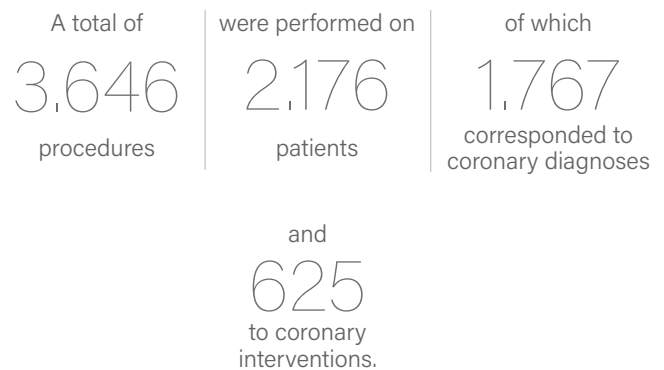 A total of
3.646
procedures
were performed on
2.176
patients
of which
1.767
corresponded to
coronary diagnoses
and
625
to coronary
interventions.